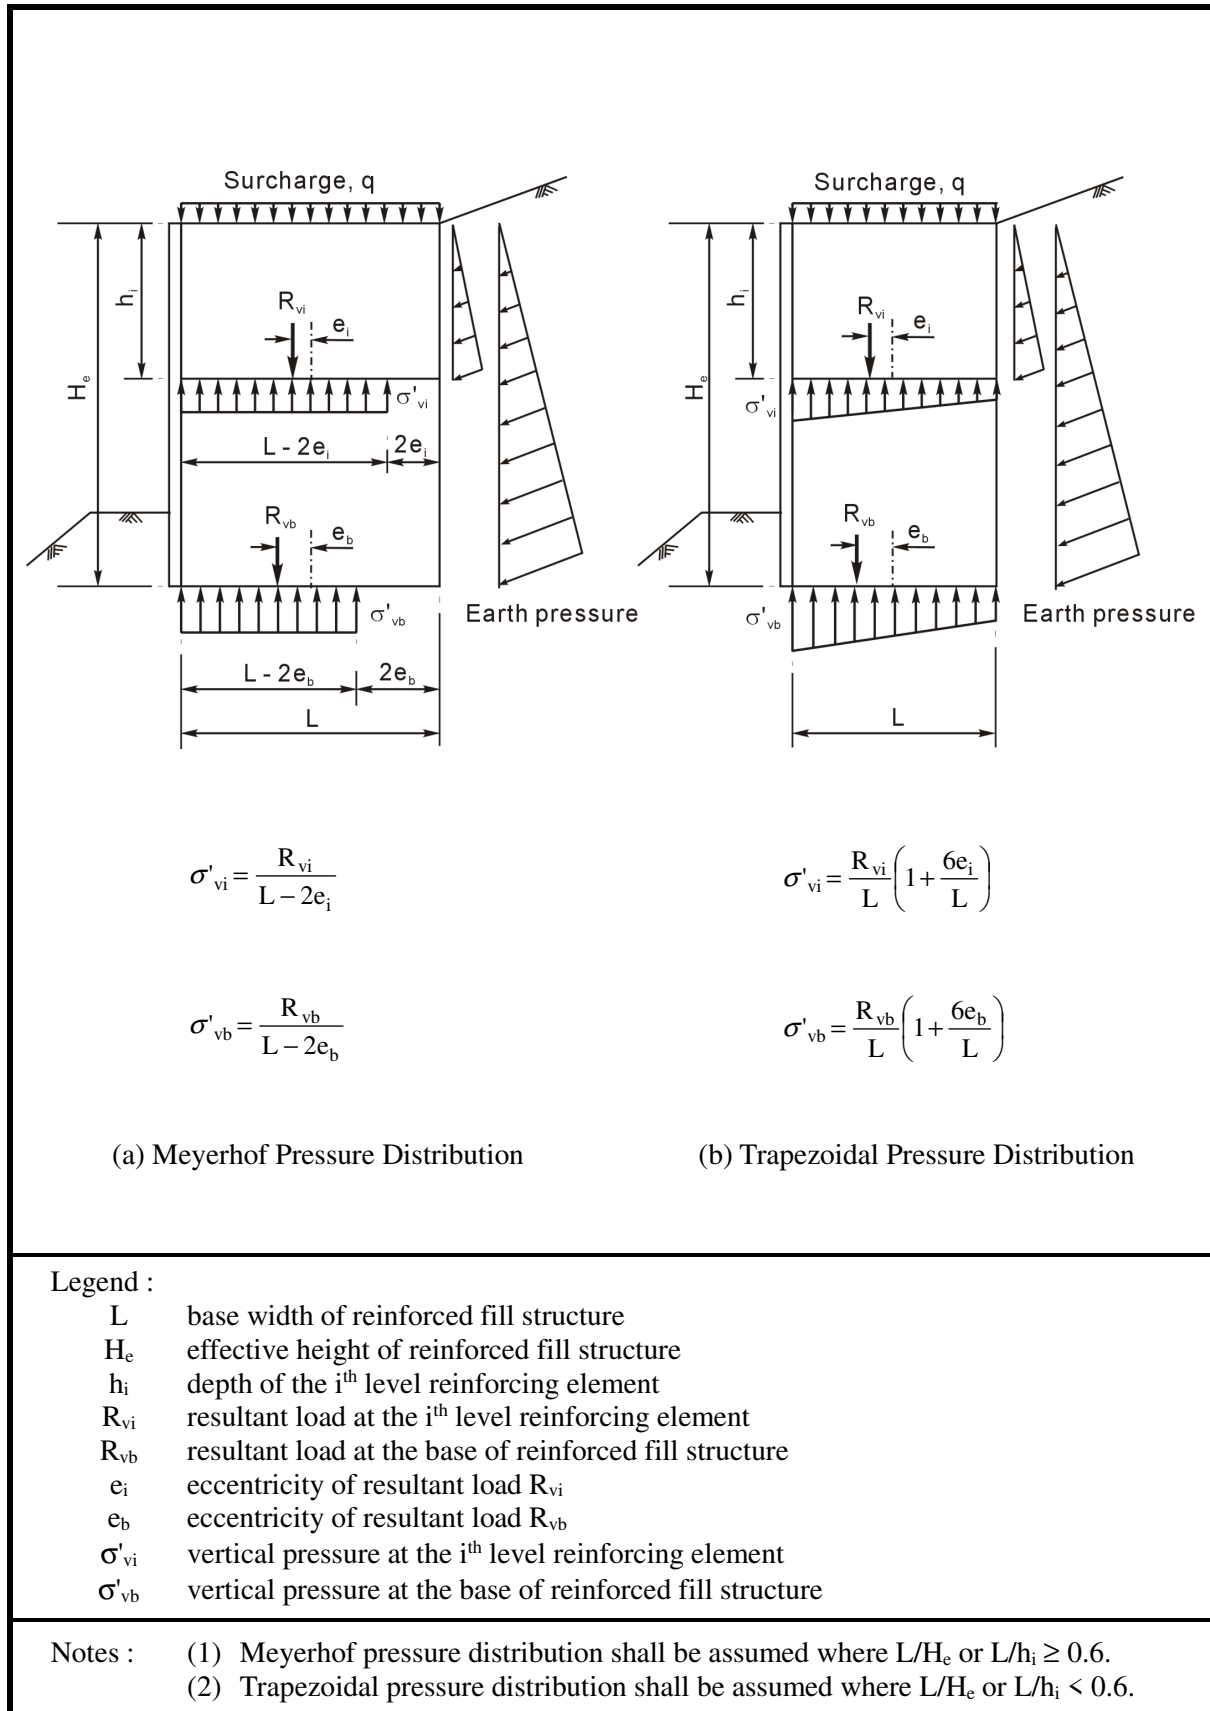 Surcharge, q
H_e
h_i
R_vi
e_i
σ'_vi
L - 2e_i
2e_i
R_vb
e_b
σ'_vb
Earth pressure
L - 2e_b
2e_b
L
Surcharge, q
H_e
h_i
R_vi
e_i
σ'_vi
R_vb
e_b
σ'_vb
Earth pressure
L
σ'_vi = R_vi / (L − 2e_i)
σ'_vb = R_vb / (L − 2e_b)
σ'_vi = R_vi / L (1 + 6e_i / L)
σ'_vb = R_vb / L (1 + 6e_b / L)
(a) Meyerhof Pressure Distribution
(b) Trapezoidal Pressure Distribution
Legend :
L base width of reinforced fill structure
H_e effective height of reinforced fill structure
h_i depth of the i^th level reinforcing element
R_vi resultant load at the i^th level reinforcing element
R_vb resultant load at the base of reinforced fill structure
e_i eccentricity of resultant load R_vi
e_b eccentricity of resultant load R_vb
σ'_vi vertical pressure at the i^th level reinforcing element
σ'_vb vertical pressure at the base of reinforced fill structure
Notes : (1) Meyerhof pressure distribution shall be assumed where L/H_e or L/h_i ≥ 0.6.
(2) Trapezoidal pressure distribution shall be assumed where L/H_e or L/h_i < 0.6.